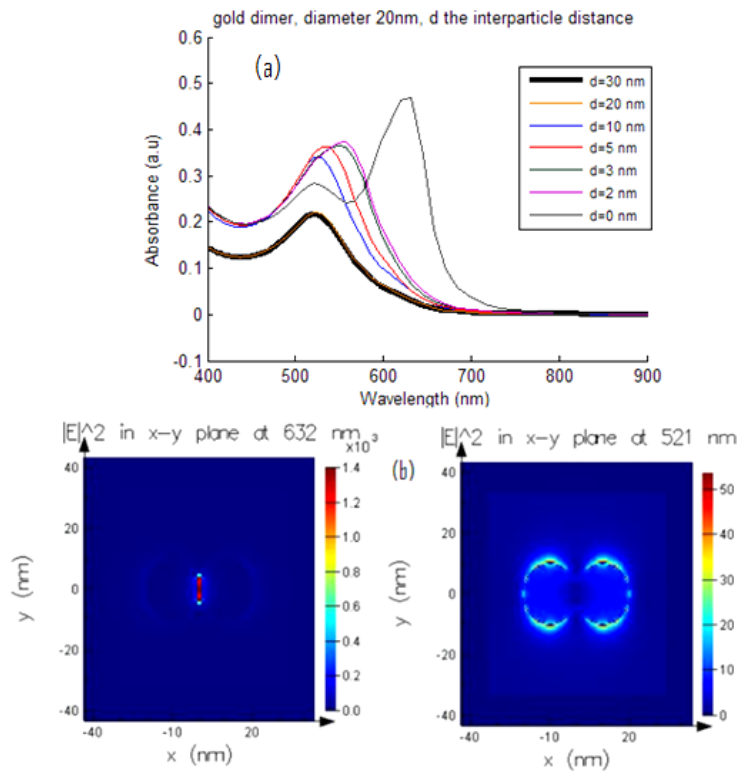 gold dimer, diameter 20nm, d the interparticle distance
0.6
(a)
d=30 nm
d=20 nm
d=10 nm
d=5 nm
d=3 nm
d=2 nm
d=0 nm
0.5
0.4
0.3
0.2
0.1
0
-0.1
Absorbance (a.u)
400 500 600 700 800 900
Wavelength (nm)
|E|^2 in x-y plane at 632 nm
×10³
1.4
1.2
1.0
0.8
0.6
0.4
0.2
0.0
40
20
0
-20
-40
y (nm)
-40 -10 20
x (nm)
(b)
|E|^2 in x-y plane at 521 nm
50
40
30
20
10
0
40
20
0
-20
-40
y (nm)
-40 -10 20
x (nm)